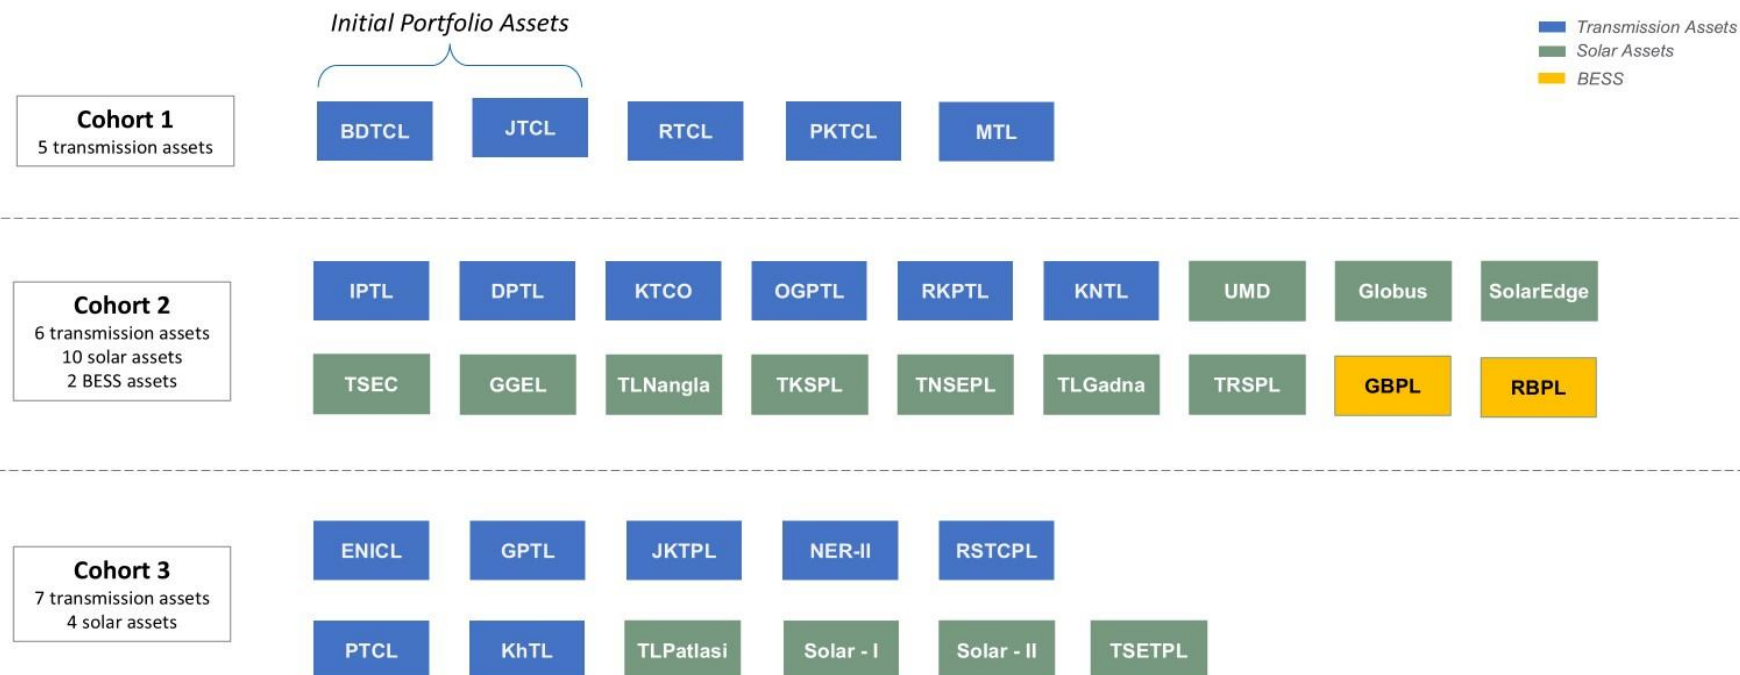 Initial Portfolio Assets
Transmission Assets
Solar Assets
BESS
Cohort 1
5 transmission assets
BDTCL
JTCL
RTCL
PKTCL
MTL
Cohort 2
6 transmission assets
10 solar assets
2 BESS assets
IPTL
DPTL
KTCO
OGPTL
RKPTL
KNTL
UMD
Globus
SolarEdge
TSEC
GGEL
TLNangla
TKSPL
TNSEPL
TLGadna
TRSPL
GBPL
RBPL
Cohort 3
7 transmission assets
4 solar assets
ENICL
GPTL
JKTPL
NER-II
RSTCPL
PTCL
KhTL
TLPatlasi
Solar - I
Solar - II
TSETPL